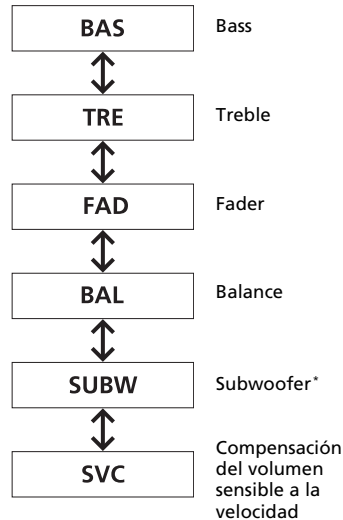 BAS Bass
TRE Treble
FAD Fader
BAL Balance
SUBW Subwoofer*
SVC Compensación
del volumen
sensible a la
velocidad